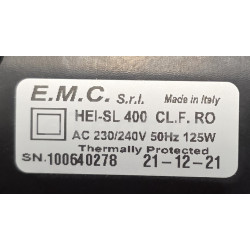 E.M.C. S.r.l. Made in Italy
HEI-SL 400 CL.F. RO
AC 230/240V 50Hz 125W
Thermally Protected
SN.100640278 21-12-21